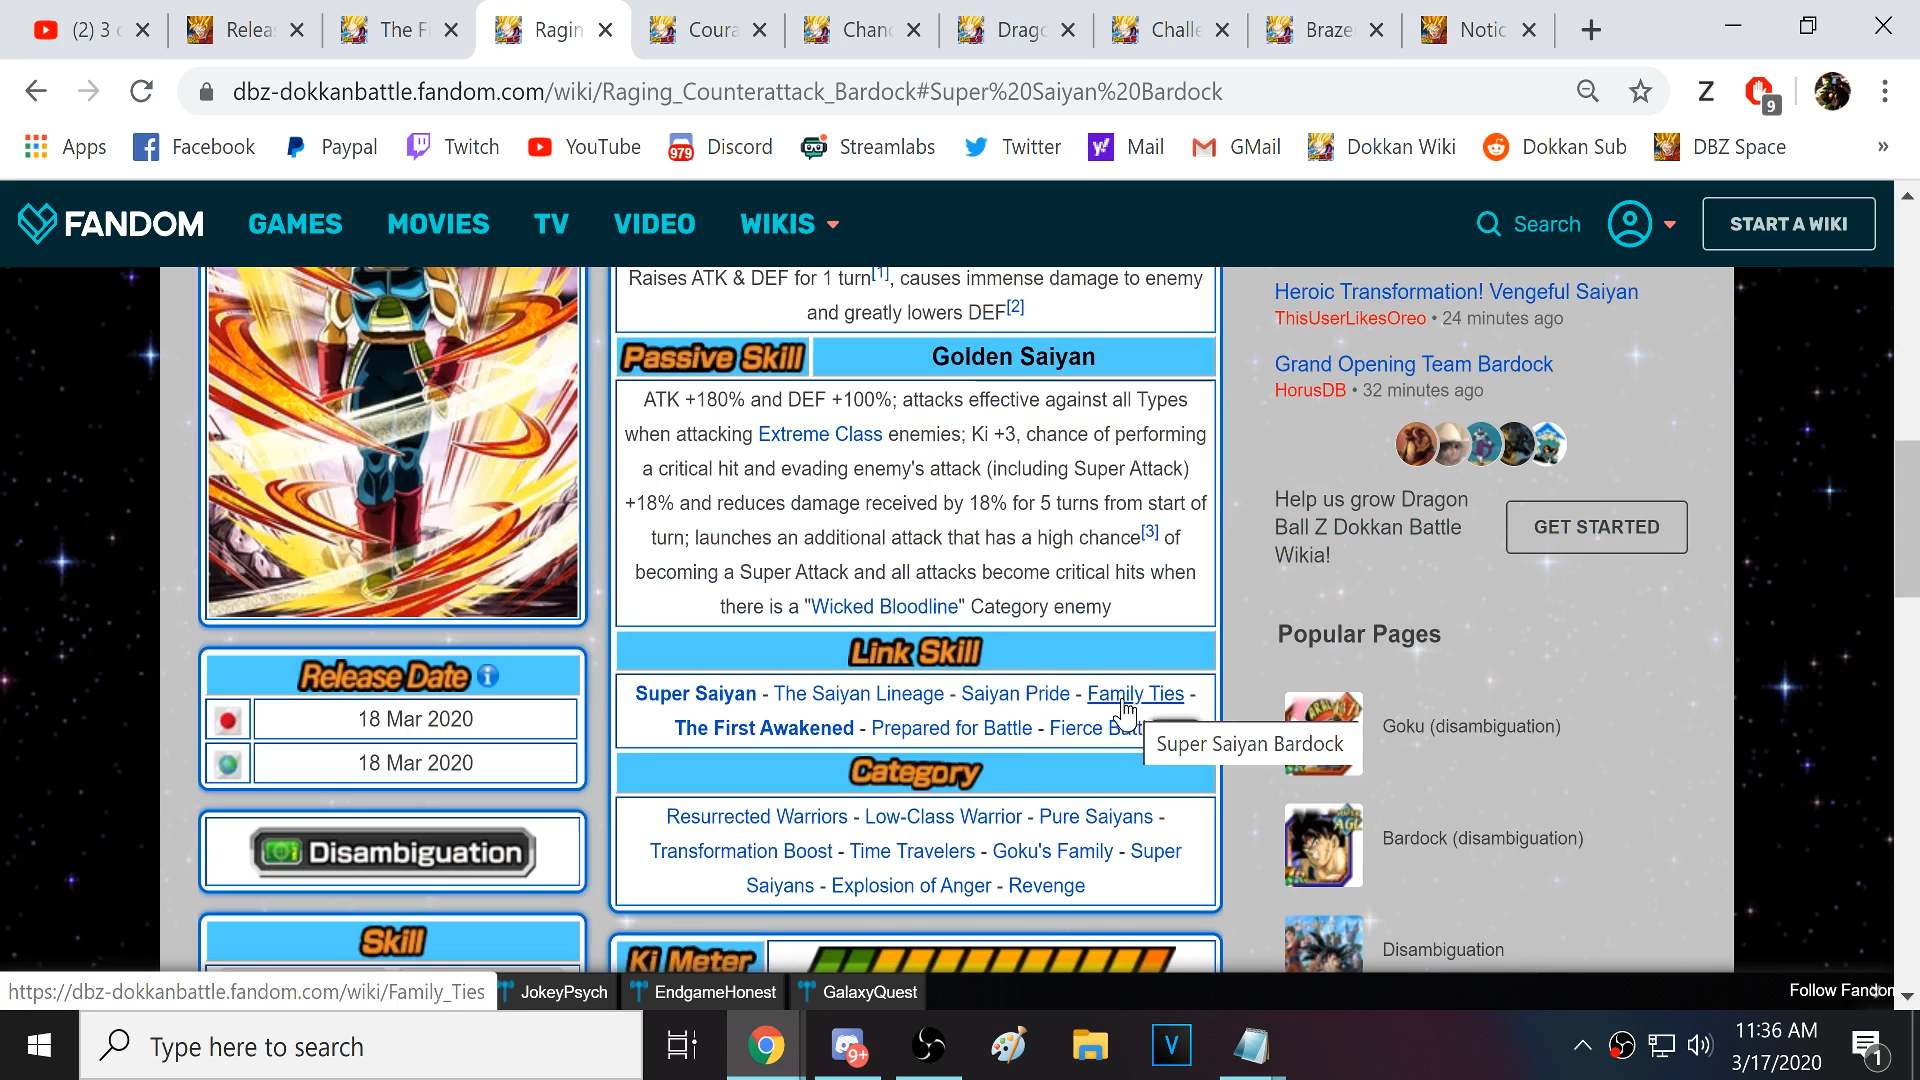 (2) 3 c
Relea
The F
Ragin
Coura
Chan
Drago
Challe
Braze
Notic
dbz-dokkanbattle.fandom.com/wiki/Raging_Counterattack_Bardock#Super%20Saiyan%20Bardock
Z
9
Apps Facebook Paypal Twitch YouTube 979 Discord Streamlabs Twitter y! Mail GMail Dokkan Wiki Dokkan Sub DBZ Space »
FANDOM GAMES MOVIES TV VIDEO WIKIS Search START A WIKI
Raises ATK & DEF for 1 turn[1], causes immense damage to enemy
and greatly lowers DEF[2]
Passive Skill Golden Saiyan
ATK +180% and DEF +100%; attacks effective against all Types
when attacking Extreme Class enemies; Ki +3, chance of performing
a critical hit and evading enemy's attack (including Super Attack)
+18% and reduces damage received by 18% for 5 turns from start of
turn; launches an additional attack that has a high chance[3] of
becoming a Super Attack and all attacks become critical hits when
there is a "Wicked Bloodline" Category enemy
Link Skill
Super Saiyan - The Saiyan Lineage - Saiyan Pride - Family Ties -
The First Awakened - Prepared for Battle - Fierce Batt
Super Saiyan Bardock
Category
Resurrected Warriors - Low-Class Warrior - Pure Saiyans -
Transformation Boost - Time Travelers - Goku's Family - Super
Saiyans - Explosion of Anger - Revenge
Ki Meter
Release Date
18 Mar 2020
18 Mar 2020
Disambiguation
Skill
Heroic Transformation! Vengeful Saiyan
ThisUserLikesOreo • 24 minutes ago
Grand Opening Team Bardock
HorusDB • 32 minutes ago
Help us grow Dragon
Ball Z Dokkan Battle
Wikia!
GET STARTED
Popular Pages
Goku (disambiguation)
AGL
Bardock (disambiguation)
Disambiguation
https://dbz-dokkanbattle.fandom.com/wiki/Family_Ties
JokeyPsych
EndgameHonest
GalaxyQuest
Follow Fandom
Type here to search
9+
V
11:36 AM
3/17/2020
1